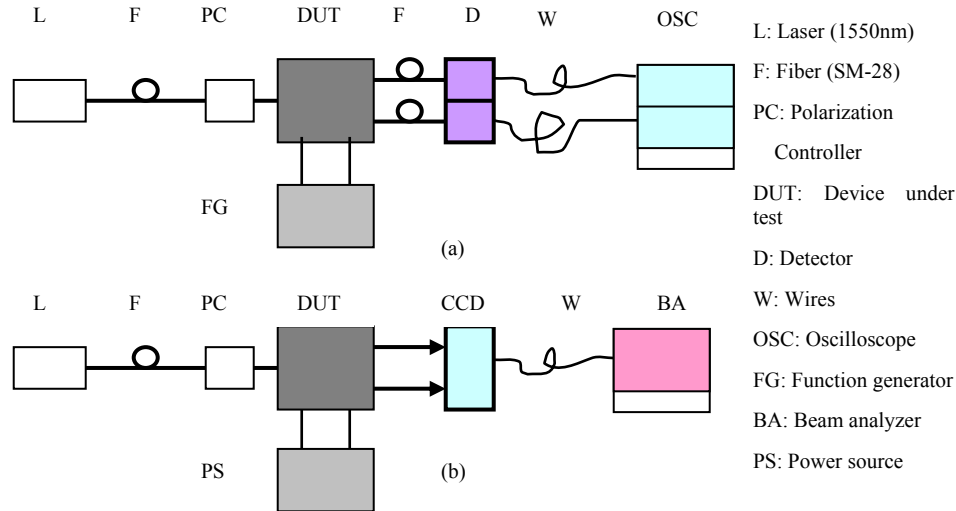 L F PC DUT F D W OSC
FG
(a)
L F PC DUT CCD W BA
PS
(b)
L: Laser (1550nm)
F: Fiber (SM-28)
PC: Polarization
Controller
DUT: Device under
test
D: Detector
W: Wires
OSC: Oscilloscope
FG: Function generator
BA: Beam analyzer
PS: Power source